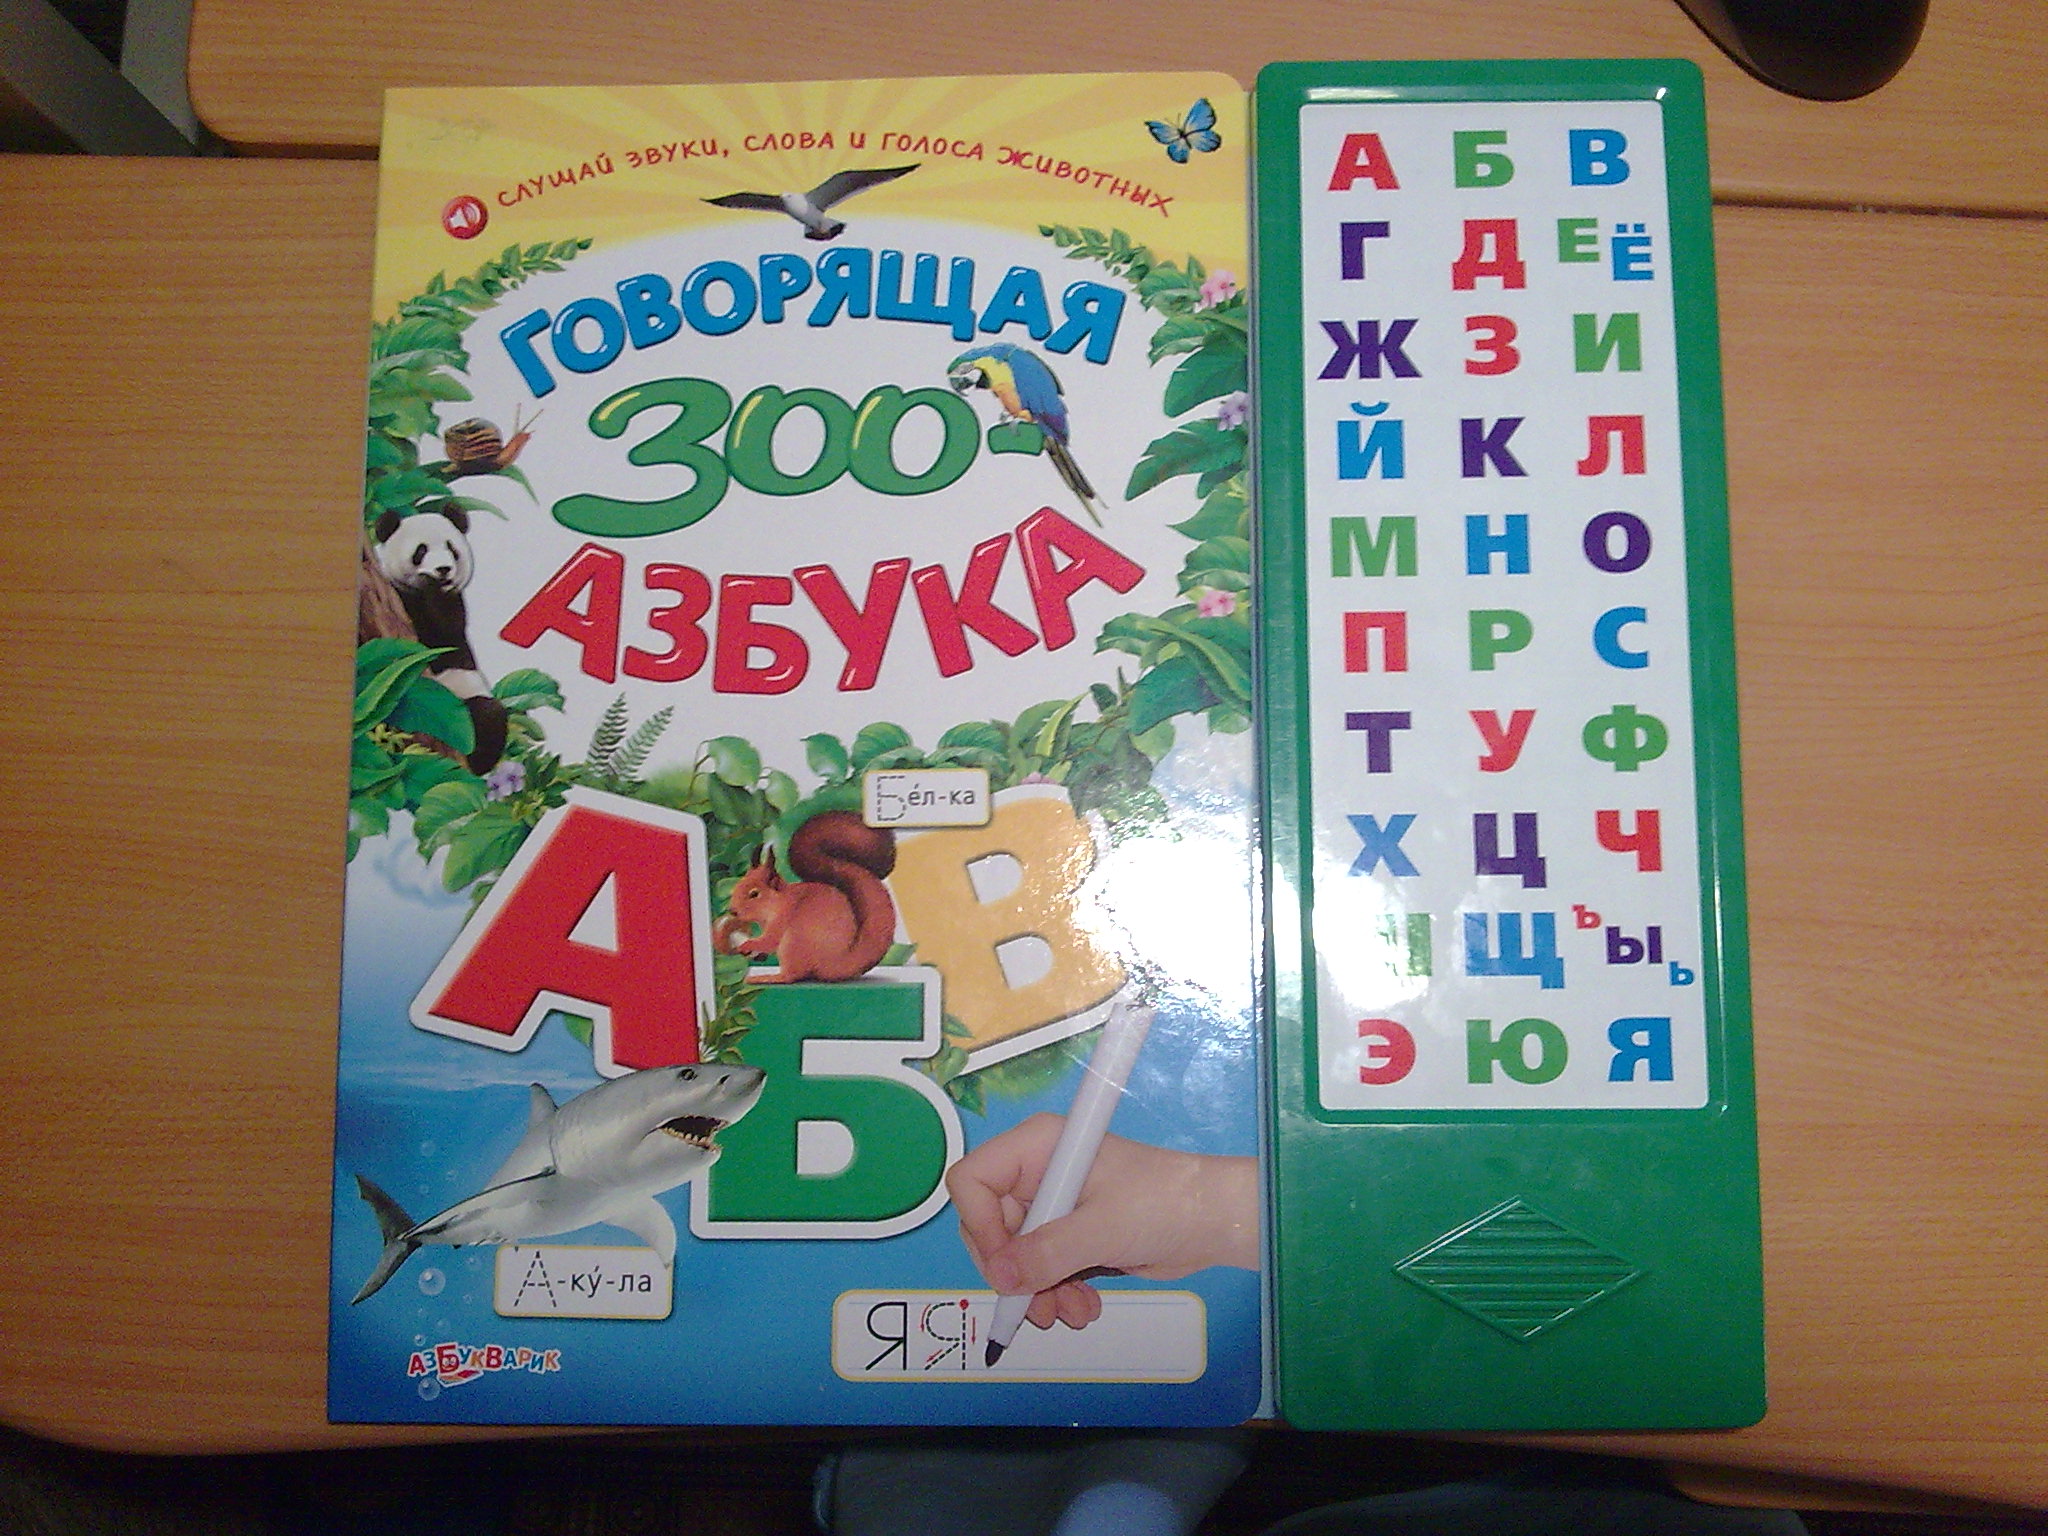 СЛУШАЙ ЗВУКИ, СЛОВА И ГОЛОСА ЖИВОТНЫХ
ГОВОРЯЩАЯ
ЗОО-
АЗБУКА
Бе́л-ка
А В
Б
А-ку́-ла
Я Я
АЗБУКВАРИК
А Б В
Г Д Е Ё
Ж З И
Й К Л
М Н О
П Р С
Т У Ф
Х Ц Ч
Ш Щ Ъ Ы Ь
Э Ю Я